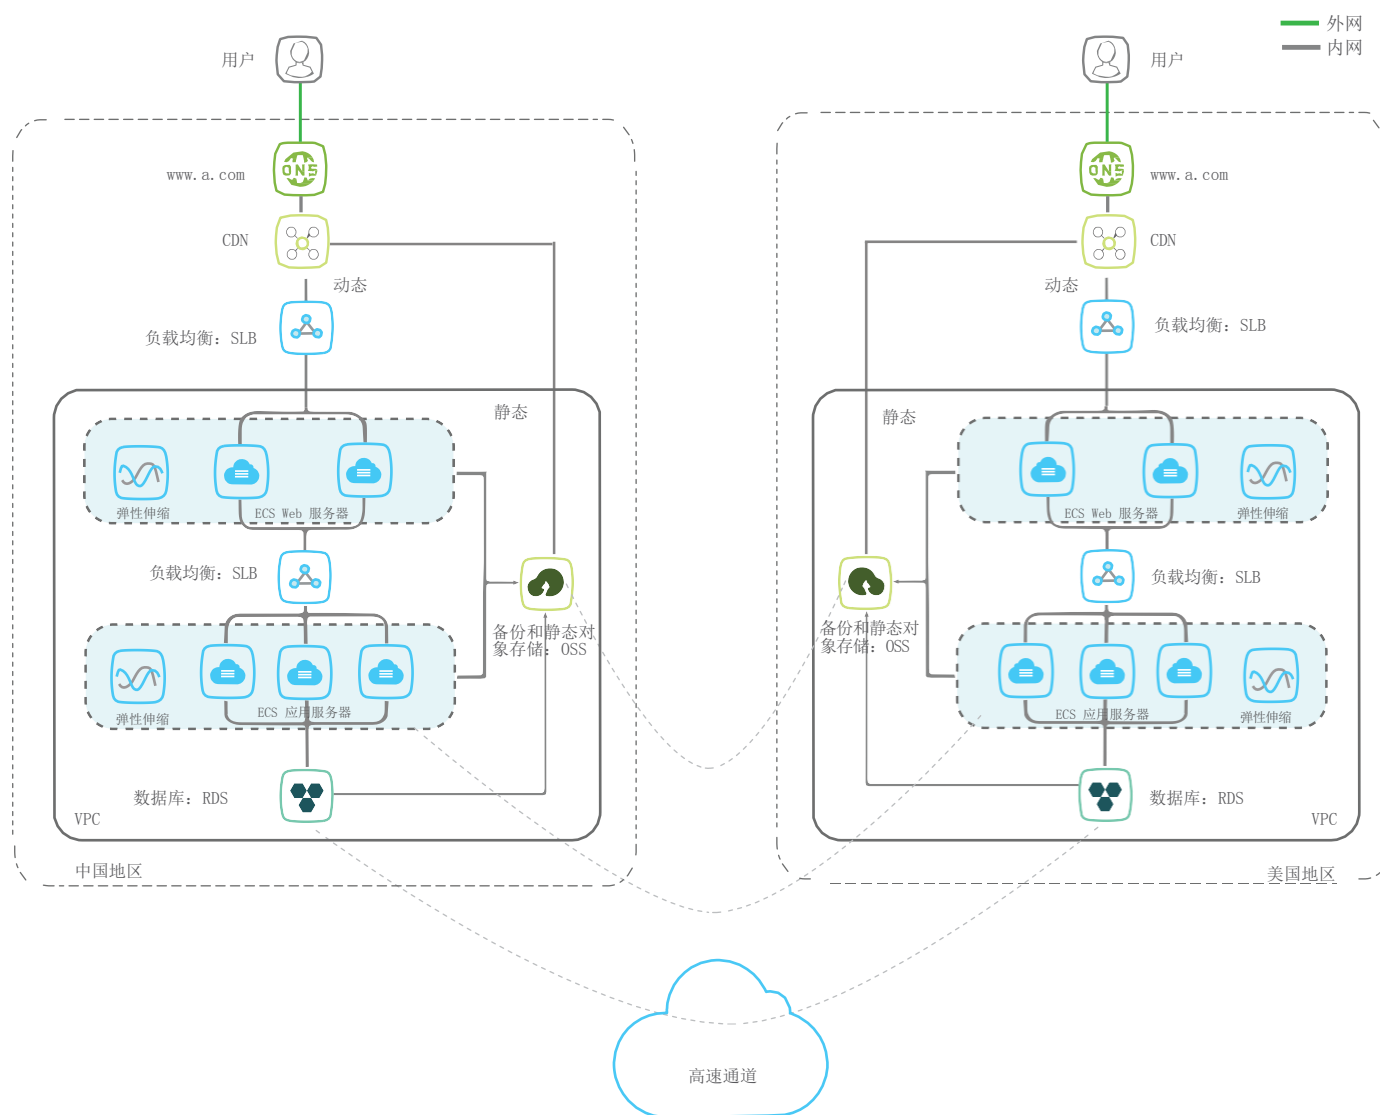 外网
内网
用户
用户
ONS
www.a.com
ONS
www.a.com
CDN
CDN
动态
动态
负载均衡：SLB
负载均衡：SLB
静态
静态
弹性伸缩
ECS Web 服务器
ECS Web 服务器
弹性伸缩
负载均衡：SLB
负载均衡：SLB
备份和静态对
象存储：OSS
备份和静态对
象存储：OSS
弹性伸缩
ECS 应用服务器
ECS 应用服务器
弹性伸缩
数据库：RDS
数据库：RDS
VPC
VPC
中国地区
美国地区
高速通道